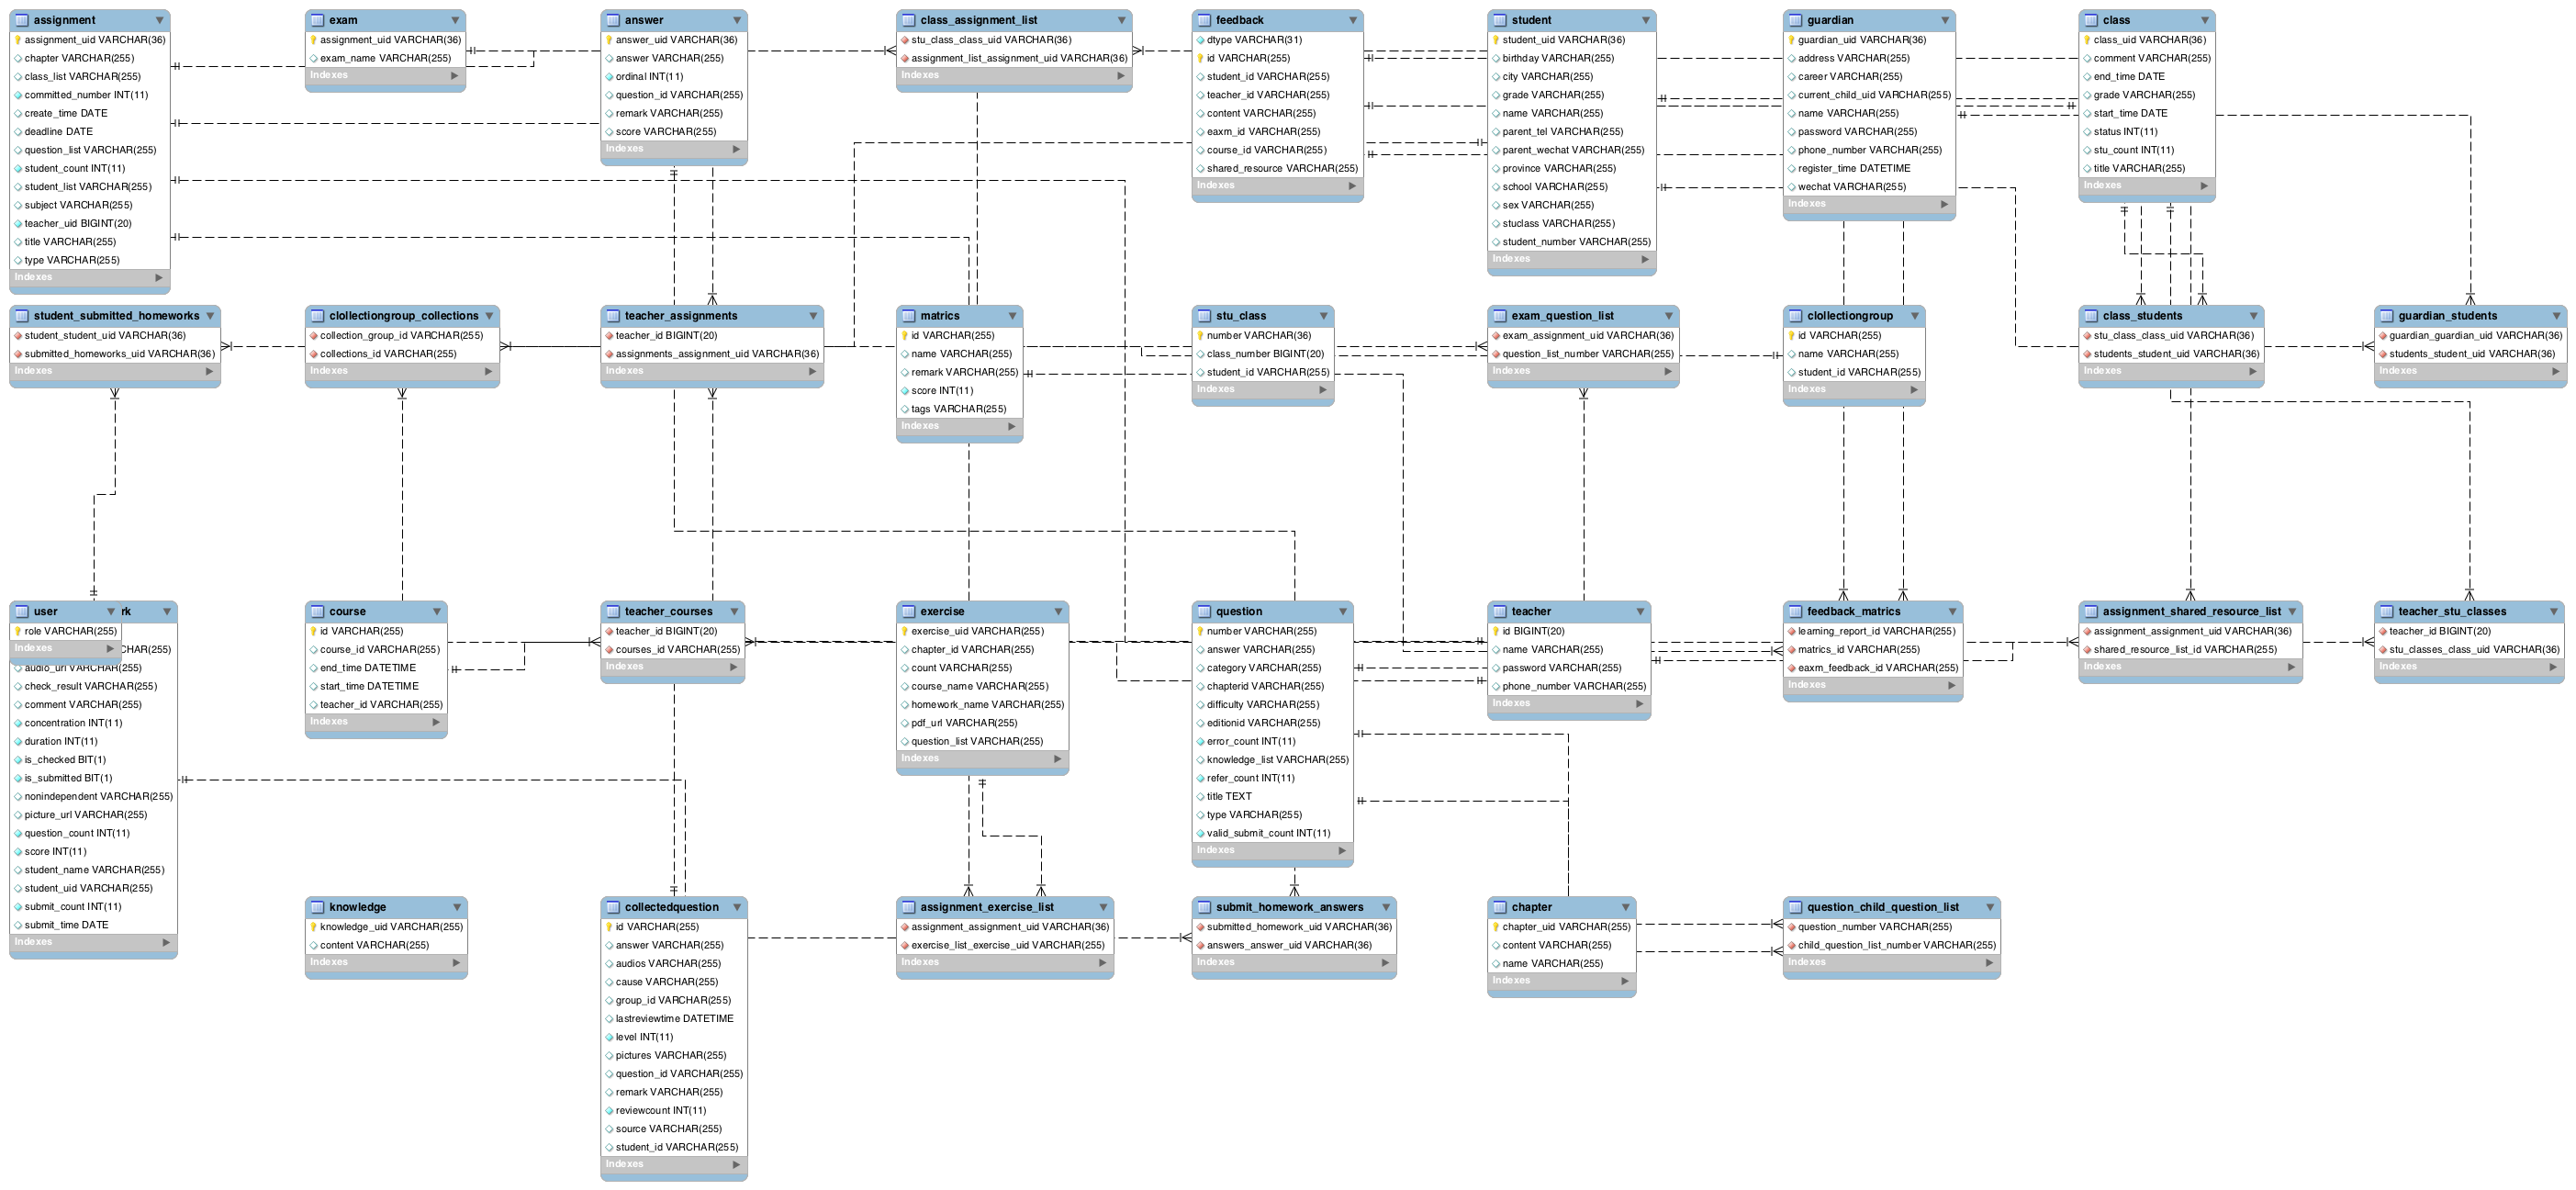 assignment
assignment_uid VARCHAR(36)
chapter VARCHAR(255)
class_list VARCHAR(255)
committed_number INT(11)
create_time DATE
deadline DATE
question_list VARCHAR(255)
student_count INT(11)
student_list VARCHAR(255)
subject VARCHAR(255)
teacher_uid BIGINT(20)
title VARCHAR(255)
type VARCHAR(255)
Indexes
exam
assignment_uid VARCHAR(36)
exam_name VARCHAR(255)
Indexes
answer
answer_uid VARCHAR(36)
answer VARCHAR(255)
ordinal INT(11)
question_id VARCHAR(255)
remark VARCHAR(255)
score VARCHAR(255)
Indexes
class_assignment_list
stu_class_class_uid VARCHAR(36)
assignment_list_assignment_uid VARCHAR(36)
Indexes
feedback
dtype VARCHAR(31)
id VARCHAR(255)
student_id VARCHAR(255)
teacher_id VARCHAR(255)
content VARCHAR(255)
eaxm_id VARCHAR(255)
course_id VARCHAR(255)
shared_resource VARCHAR(255)
Indexes
student
student_uid VARCHAR(36)
birthday VARCHAR(255)
city VARCHAR(255)
grade VARCHAR(255)
name VARCHAR(255)
parent_tel VARCHAR(255)
parent_wechat VARCHAR(255)
province VARCHAR(255)
school VARCHAR(255)
sex VARCHAR(255)
stuclass VARCHAR(255)
student_number VARCHAR(255)
Indexes
guardian
guardian_uid VARCHAR(36)
address VARCHAR(255)
career VARCHAR(255)
current_child_uid VARCHAR(255)
name VARCHAR(255)
password VARCHAR(255)
phone_number VARCHAR(255)
register_time DATETIME
wechat VARCHAR(255)
Indexes
class
class_uid VARCHAR(36)
comment VARCHAR(255)
end_time DATE
grade VARCHAR(255)
start_time DATE
status INT(11)
stu_count INT(11)
title VARCHAR(255)
Indexes
student_submitted_homeworks
student_student_uid VARCHAR(36)
submitted_homeworks_uid VARCHAR(36)
Indexes
clollectiongroup_collections
collection_group_id VARCHAR(255)
collections_id VARCHAR(255)
Indexes
teacher_assignments
teacher_id BIGINT(20)
assignments_assignment_uid VARCHAR(36)
Indexes
matrics
id VARCHAR(255)
name VARCHAR(255)
remark VARCHAR(255)
score INT(11)
tags VARCHAR(255)
Indexes
stu_class
number VARCHAR(36)
class_number BIGINT(20)
student_id VARCHAR(255)
Indexes
exam_question_list
exam_assignment_uid VARCHAR(36)
question_list_number VARCHAR(255)
Indexes
clollectiongroup
id VARCHAR(255)
name VARCHAR(255)
student_id VARCHAR(255)
Indexes
class_students
stu_class_class_uid VARCHAR(36)
students_student_uid VARCHAR(36)
Indexes
guardian_students
guardian_guardian_uid VARCHAR(36)
students_student_uid VARCHAR(36)
Indexes
user
rk
role VARCHAR(255)
Indexes
CHAR(255)
audio_url VARCHAR(255)
check_result VARCHAR(255)
comment VARCHAR(255)
concentration INT(11)
duration INT(11)
is_checked BIT(1)
is_submitted BIT(1)
nonindependent VARCHAR(255)
picture_url VARCHAR(255)
question_count INT(11)
score INT(11)
student_name VARCHAR(255)
student_uid VARCHAR(255)
submit_count INT(11)
submit_time DATE
Indexes
course
id VARCHAR(255)
course_id VARCHAR(255)
end_time DATETIME
start_time DATETIME
teacher_id VARCHAR(255)
Indexes
teacher_courses
teacher_id BIGINT(20)
courses_id VARCHAR(255)
Indexes
exercise
exercise_uid VARCHAR(255)
chapter_id VARCHAR(255)
count VARCHAR(255)
course_name VARCHAR(255)
homework_name VARCHAR(255)
pdf_url VARCHAR(255)
question_list VARCHAR(255)
Indexes
question
number VARCHAR(255)
answer VARCHAR(255)
category VARCHAR(255)
chapterid VARCHAR(255)
difficulty VARCHAR(255)
editionid VARCHAR(255)
error_count INT(11)
knowledge_list VARCHAR(255)
refer_count INT(11)
title TEXT
type VARCHAR(255)
valid_submit_count INT(11)
Indexes
teacher
id BIGINT(20)
name VARCHAR(255)
password VARCHAR(255)
phone_number VARCHAR(255)
Indexes
feedback_matrics
learning_report_id VARCHAR(255)
matrics_id VARCHAR(255)
eaxm_feedback_id VARCHAR(255)
Indexes
assignment_shared_resource_list
assignment_assignment_uid VARCHAR(36)
shared_resource_list_id VARCHAR(255)
Indexes
teacher_stu_classes
teacher_id BIGINT(20)
stu_classes_class_uid VARCHAR(36)
Indexes
knowledge
knowledge_uid VARCHAR(255)
content VARCHAR(255)
Indexes
collectedquestion
id VARCHAR(255)
answer VARCHAR(255)
audios VARCHAR(255)
cause VARCHAR(255)
group_id VARCHAR(255)
lastreviewtime DATETIME
level INT(11)
pictures VARCHAR(255)
question_id VARCHAR(255)
remark VARCHAR(255)
reviewcount INT(11)
source VARCHAR(255)
student_id VARCHAR(255)
Indexes
assignment_exercise_list
assignment_assignment_uid VARCHAR(36)
exercise_list_exercise_uid VARCHAR(255)
Indexes
submit_homework_answers
submitted_homework_uid VARCHAR(36)
answers_answer_uid VARCHAR(36)
Indexes
chapter
chapter_uid VARCHAR(255)
content VARCHAR(255)
name VARCHAR(255)
Indexes
question_child_question_list
question_number VARCHAR(255)
child_question_list_number VARCHAR(255)
Indexes